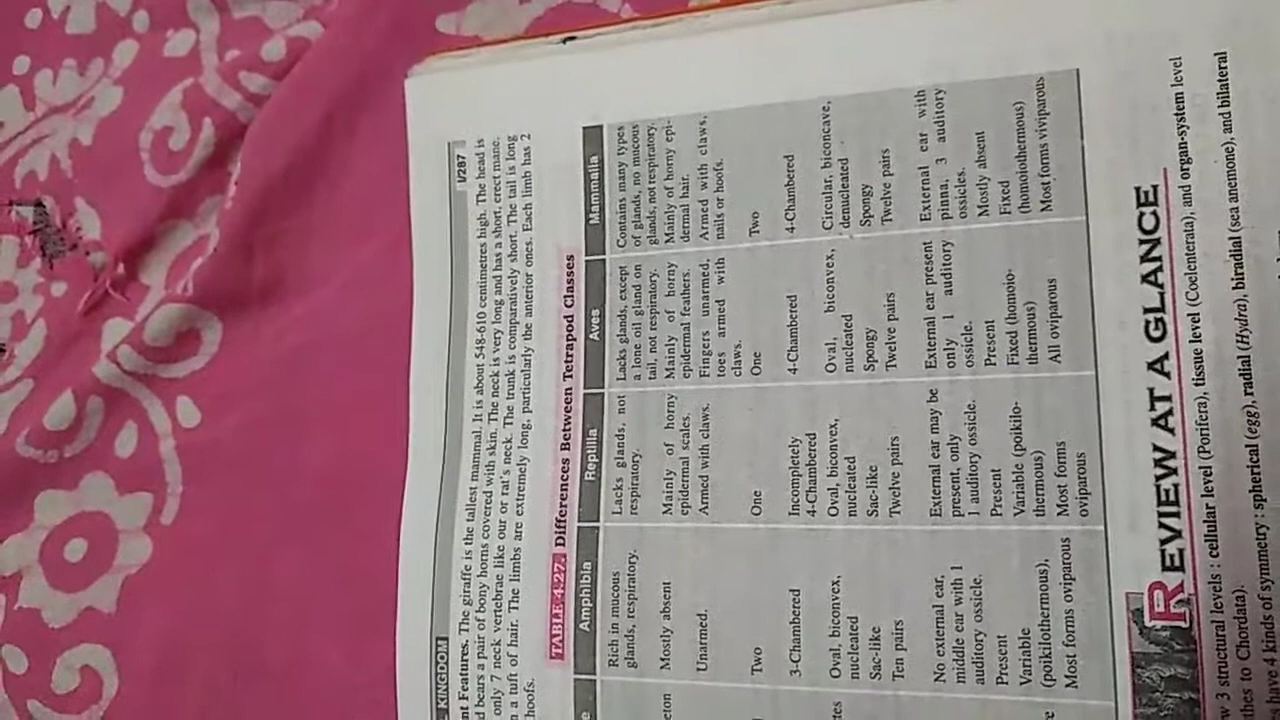 KINGDOM
1/287
nt Features. The giraffe is the tallest mammal. It is about 548-610 centimetres high. The head is
d bears a pair of bony horns covered with skin. The neck is very long and has a short, erect mane.
only 7 neck vertebrae like our or rat's neck. The trunk is comparatively short. The tail is long
a tuft of hair. The limbs are extremely long, particularly the anterior ones. Each limb has 2
hoofs.
TABLE 4.27. Differences Between Tetrapod Classes
Amphibia
Rich in mucous
glands, respiratory.
Mostly absent
Unarmed.
Two
3-Chambered
Oval, biconvex,
nucleated
Sac-like
Ten pairs
No external ear,
middle ear with 1
auditory ossicle.
Present
Variable
(poikilothermous),
Most forms oviparous
Reptilia
Lacks glands, not
respiratory.
Mainly of horny
epidermal scales.
Armed with claws.
One
Incompletely
4-Chambered
Oval, biconvex,
nucleated
Sac-like
Twelve pairs
External ear may be
present, only
1 auditory ossicle.
Present
Variable (poikilo-
thermous)
Most forms
oviparous
Aves
Lacks glands, except
a lone oil gland on
tail, not respiratory.
Mainly of horny
epidermal feathers.
Fingers unarmed,
toes armed with
claws.
One
4-Chambered
Oval, biconvex,
nucleated
Spongy
Twelve pairs
External ear present
only 1 auditory
ossicle.
Present
Fixed (homoio-
thermous)
All oviparous
Mammalia
Contains many types
of glands, no mucous
glands, not respiratory.
Mainly of horny epi-
dermal hair.
Armed with claws,
nails or hoofs.
Two
4-Chambered
Circular, biconcave,
denucleated
Spongy
Twelve pairs
External ear with
pinna, 3 auditory
ossicles.
Mostly absent
Fixed
(homoiothermous)
Most forms viviparous
REVIEW AT A GLANCE
w 3 structural levels : cellular level (Porifera), tissue level (Coelenterata), and organ-system level
thes to Chordata).
have 4 kinds of symmetry : spherical (egg), radial (Hydra), biradial (sea anemone), and bilateral